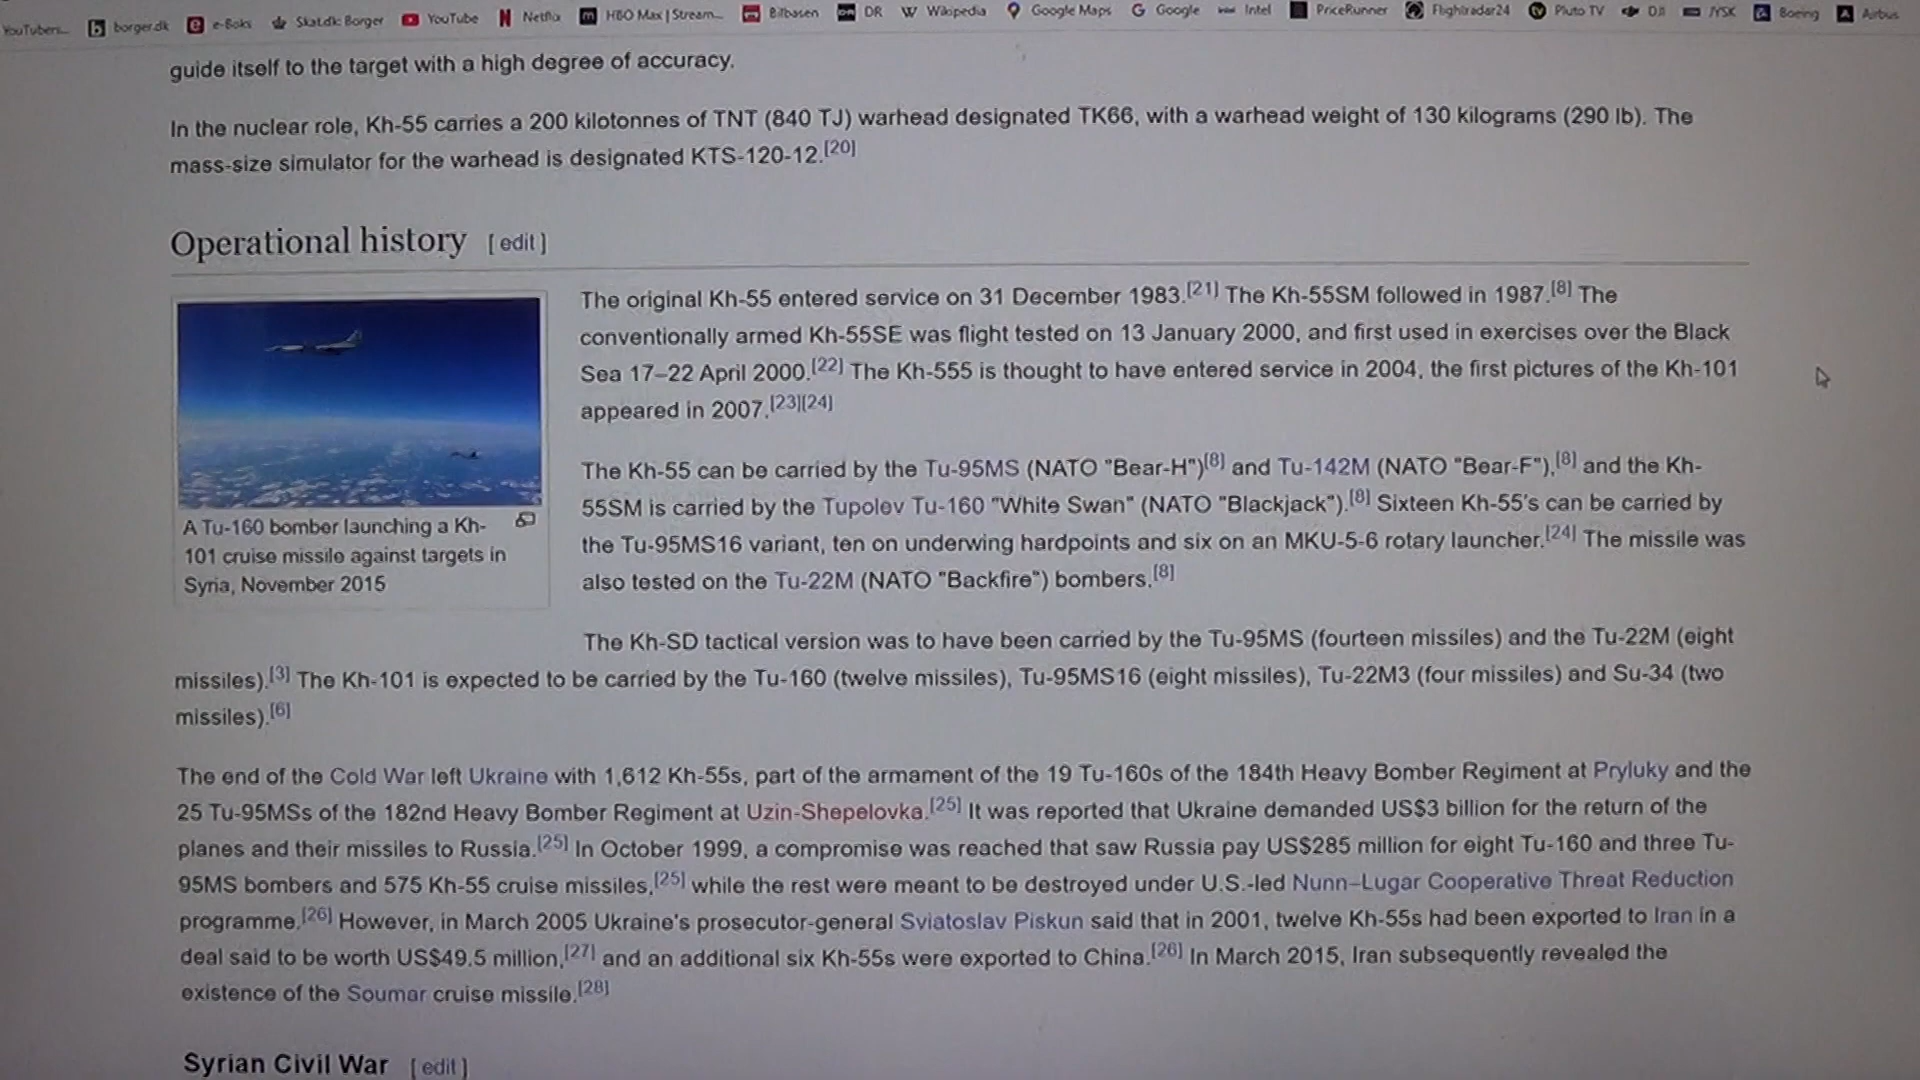 YouTubers... borger.dk e-Boks Skat.dk: Borger YouTube Netflix HBO Max | Stream... Bilbasen DR Wikipedia Google Maps Google Intel PriceRunner Flightradar24 Pluto TV DJI JYSK Boeing Airbus
guide itself to the target with a high degree of accuracy.
In the nuclear role, Kh-55 carries a 200 kilotonnes of TNT (840 TJ) warhead designated TK66, with a warhead weight of 130 kilograms (290 lb). The
mass-size simulator for the warhead is designated KTS-120-12.[20]
Operational history [ edit ]
A Tu-160 bomber launching a Kh-
101 cruise missile against targets in
Syria, November 2015
The original Kh-55 entered service on 31 December 1983.[21] The Kh-55SM followed in 1987.[8] The
conventionally armed Kh-55SE was flight tested on 13 January 2000, and first used in exercises over the Black
Sea 17–22 April 2000.[22] The Kh-555 is thought to have entered service in 2004, the first pictures of the Kh-101
appeared in 2007.[23][24]
The Kh-55 can be carried by the Tu-95MS (NATO "Bear-H")[8] and Tu-142M (NATO "Bear-F"),[8] and the Kh-
55SM is carried by the Tupolev Tu-160 "White Swan" (NATO "Blackjack").[8] Sixteen Kh-55's can be carried by
the Tu-95MS16 variant, ten on underwing hardpoints and six on an MKU-5-6 rotary launcher.[24] The missile was
also tested on the Tu-22M (NATO "Backfire") bombers.[8]
The Kh-SD tactical version was to have been carried by the Tu-95MS (fourteen missiles) and the Tu-22M (eight
missiles).[3] The Kh-101 is expected to be carried by the Tu-160 (twelve missiles), Tu-95MS16 (eight missiles), Tu-22M3 (four missiles) and Su-34 (two
missiles).[6]
The end of the Cold War left Ukraine with 1,612 Kh-55s, part of the armament of the 19 Tu-160s of the 184th Heavy Bomber Regiment at Pryluky and the
25 Tu-95MSs of the 182nd Heavy Bomber Regiment at Uzin-Shepelovka.[25] It was reported that Ukraine demanded US$3 billion for the return of the
planes and their missiles to Russia.[25] In October 1999, a compromise was reached that saw Russia pay US$285 million for eight Tu-160 and three Tu-
95MS bombers and 575 Kh-55 cruise missiles,[25] while the rest were meant to be destroyed under U.S.-led Nunn–Lugar Cooperative Threat Reduction
programme.[26] However, in March 2005 Ukraine's prosecutor-general Sviatoslav Piskun said that in 2001, twelve Kh-55s had been exported to Iran in a
deal said to be worth US$49.5 million,[27] and an additional six Kh-55s were exported to China.[26] In March 2015, Iran subsequently revealed the
existence of the Soumar cruise missile.[28]
Syrian Civil War [ edit ]